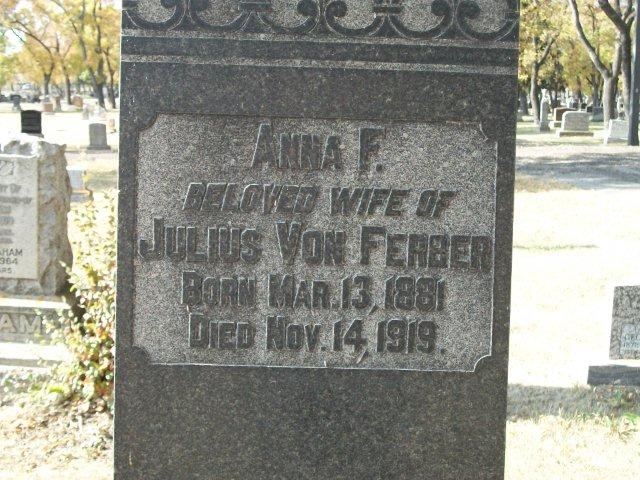 ANNA F.
BELOVED WIFE OF
JULIUS VON FERBER
BORN MAR. 13, 1881
DIED NOV. 14, 1919.